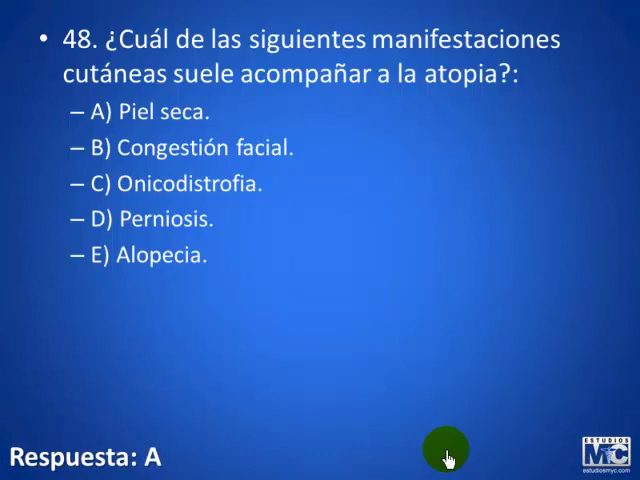 • 48. ¿Cuál de las siguientes manifestaciones
cutáneas suele acompañar a la atopia?:
– A) Piel seca.
– B) Congestión facial.
– C) Onicodistrofia.
– D) Perniosis.
– E) Alopecia.
Respuesta: A
ESTUDIOS
MyC
estudiosmyc.com